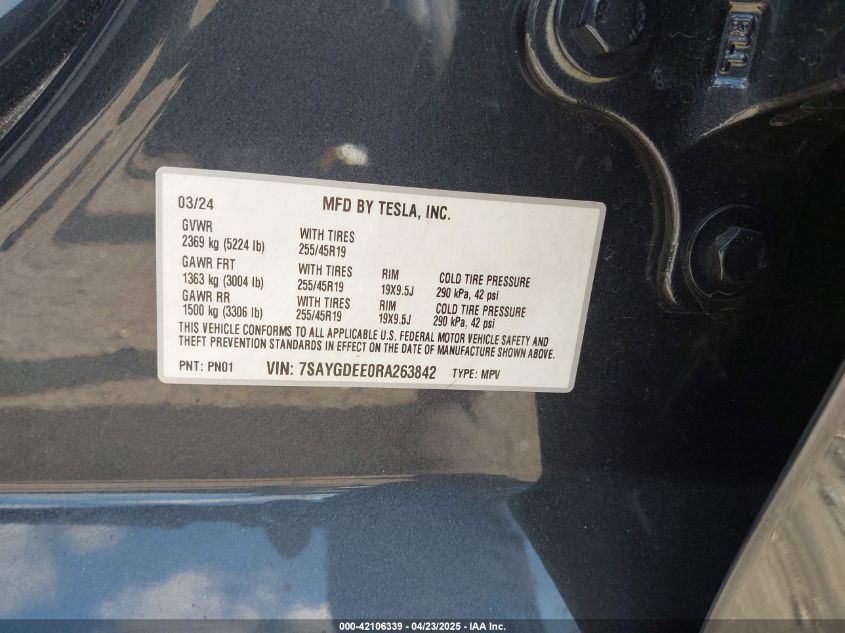 03/24 MFD BY TESLA, INC.
GVWR
2369 kg (5224 lb) WITH TIRES 255/45R19
GAWR FRT
1363 kg (3004 lb) WITH TIRES 255/45R19 RIM 19X9.5J COLD TIRE PRESSURE 290 kPa, 42 psi
GAWR RR
1500 kg (3306 lb) WITH TIRES 255/45R19 RIM 19X9.5J COLD TIRE PRESSURE 290 kPa, 42 psi
THIS VEHICLE CONFORMS TO ALL APPLICABLE U.S. FEDERAL MOTOR VEHICLE SAFETY AND
THEFT PREVENTION STANDARDS IN EFFECT ON THE DATE OF MANUFACTURE SHOWN ABOVE.
PNT: PN01 VIN: 7SAYGDEE0RA263842 TYPE: MPV
000-42106339 - 04/23/2025 - IAA Inc.